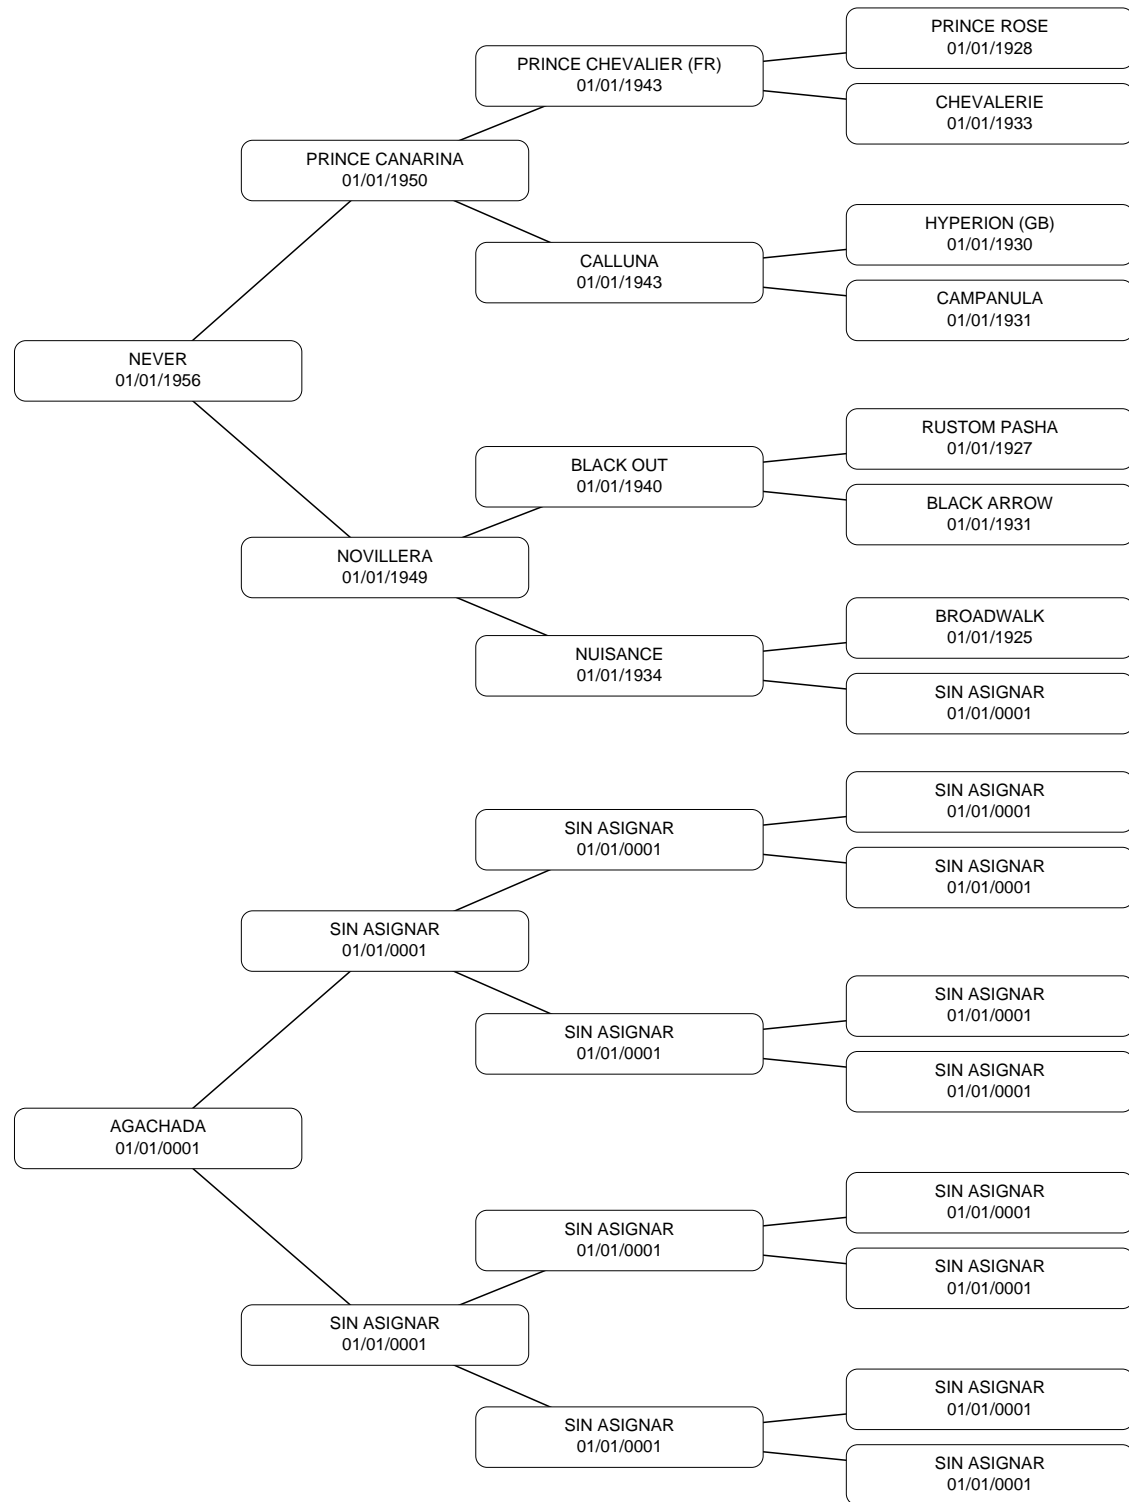 PRINCE ROSE
01/01/1928
PRINCE CHEVALIER (FR)
01/01/1943
CHEVALERIE
01/01/1933
PRINCE CANARINA
01/01/1950
HYPERION (GB)
01/01/1930
CALLUNA
01/01/1943
CAMPANULA
01/01/1931
NEVER
01/01/1956
RUSTOM PASHA
01/01/1927
BLACK OUT
01/01/1940
BLACK ARROW
01/01/1931
NOVILLERA
01/01/1949
BROADWALK
01/01/1925
NUISANCE
01/01/1934
SIN ASIGNAR
01/01/0001
SIN ASIGNAR
01/01/0001
SIN ASIGNAR
01/01/0001
SIN ASIGNAR
01/01/0001
SIN ASIGNAR
01/01/0001
SIN ASIGNAR
01/01/0001
SIN ASIGNAR
01/01/0001
SIN ASIGNAR
01/01/0001
AGACHADA
01/01/0001
SIN ASIGNAR
01/01/0001
SIN ASIGNAR
01/01/0001
SIN ASIGNAR
01/01/0001
SIN ASIGNAR
01/01/0001
SIN ASIGNAR
01/01/0001
SIN ASIGNAR
01/01/0001
SIN ASIGNAR
01/01/0001